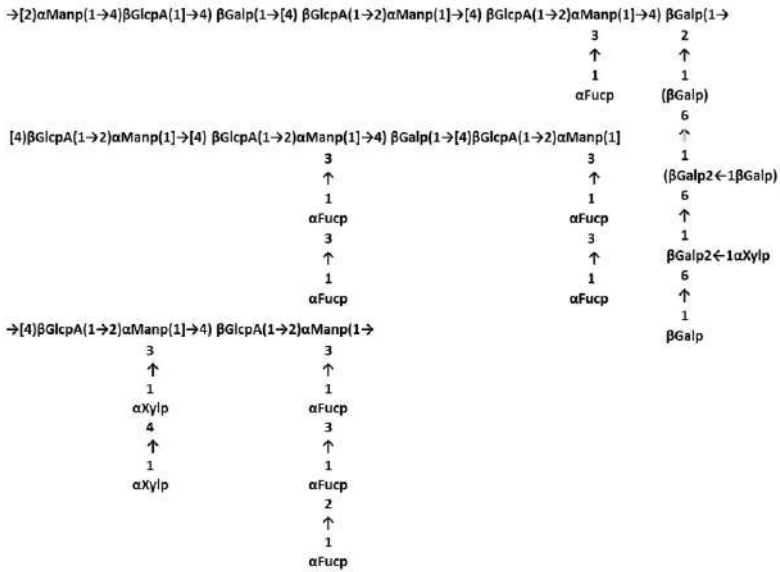 →[2)αManp(1→4)βGlcpA(1]→4) βGalp(1→[4) βGlcpA(1→2)αManp(1]→[4) βGlcpA(1→2)αManp(1]→4) βGalp(1→
3 2
↑ ↑
1 1
αFucp (βGalp)
6
↑
[4)βGlcpA(1→2)αManp(1]→[4) βGlcpA(1→2)αManp(1]→4) βGalp(1→[4)βGlcpA(1→2)αManp(1]
3 3 1
↑ ↑ (βGalp2←1βGalp)
1 1 6
αFucp αFucp ↑
3 3 1
↑ ↑ βGalp2←1αXylp
1 1 6
αFucp αFucp ↑
1
→[4)βGlcpA(1→2)αManp(1]→4) βGlcpA(1→2)αManp(1→ βGalp
3 3
↑ ↑
1 1
αXylp αFucp
4 3
↑ ↑
1 1
αXylp αFucp
2
↑
1
αFucp